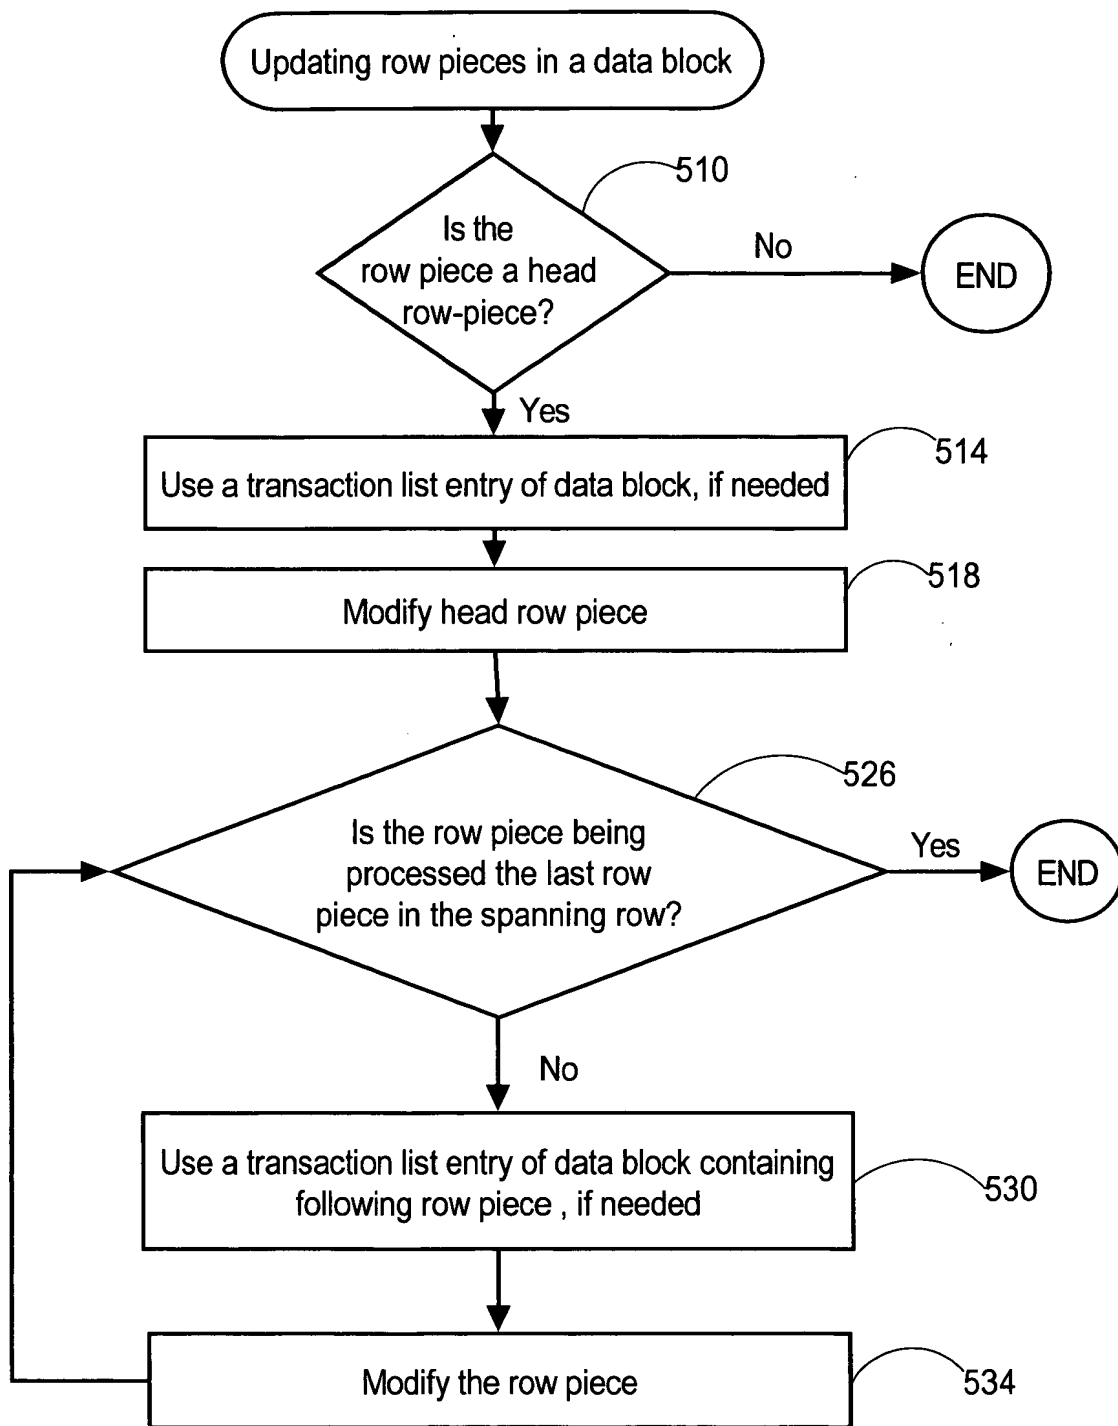 Updating row pieces in a data block
510
Is the
row piece a head
row-piece?
No
END
Yes
514
Use a transaction list entry of data block, if needed
518
Modify head row piece
526
Is the row piece being
processed the last row
piece in the spanning row?
Yes
END
No
Use a transaction list entry of data block containing
following row piece , if needed
530
Modify the row piece
534